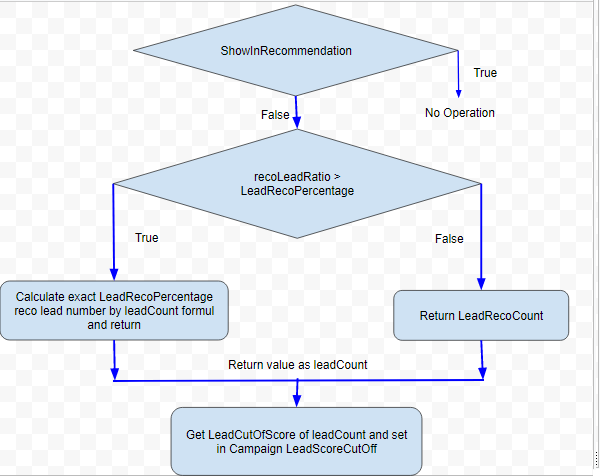 ShowInRecommendation
True
No Operation
False
recoLeadRatio >
LeadRecoPercentage
True
False
Calculate exact LeadRecoPercentage
reco lead number by leadCount formul
and return
Return LeadRecoCount
Return value as leadCount
Get LeadCutOfScore of leadCount and set
in Campaign LeadScoreCutOff